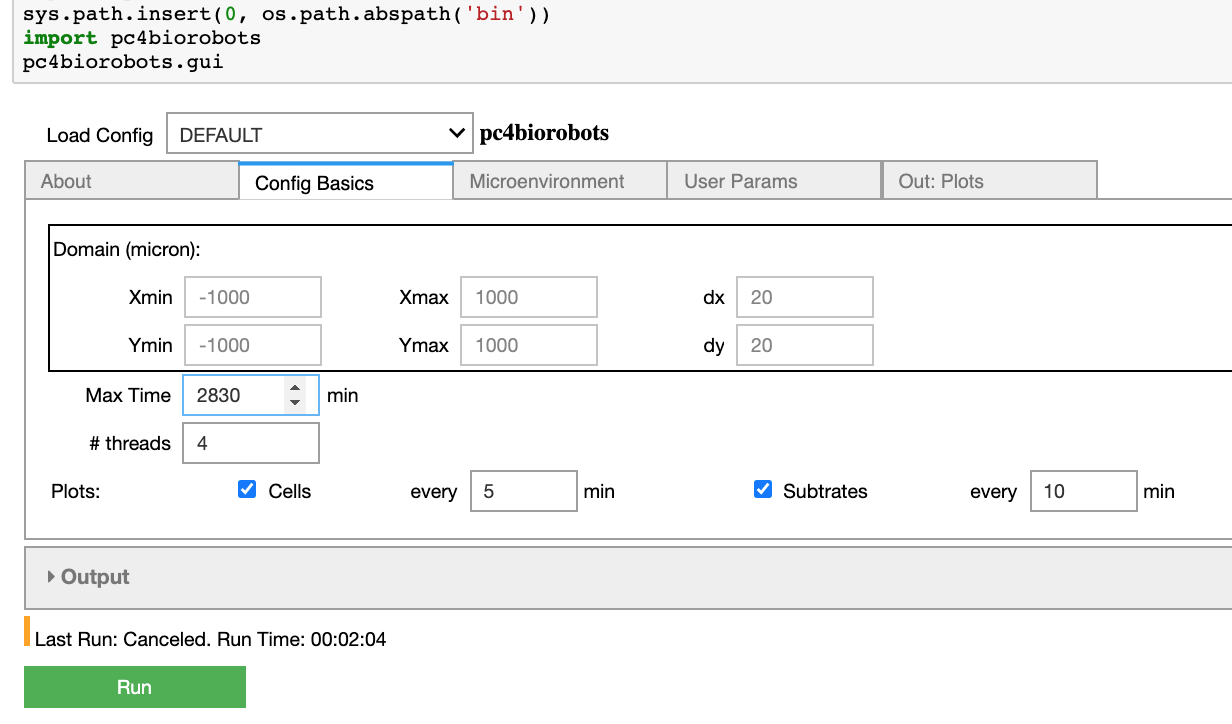 sys.path.insert(0, os.path.abspath('bin'))
import pc4biorobots
pc4biorobots.gui
Load Config DEFAULT pc4biorobots
About Config Basics Microenvironment User Params Out: Plots
Domain (micron):
Xmin -1000 Xmax 1000 dx 20
Ymin -1000 Ymax 1000 dy 20
Max Time 2830 min
# threads 4
Plots: Cells every 5 min Subtrates every 10 min
Output
Last Run: Canceled. Run Time: 00:02:04
Run